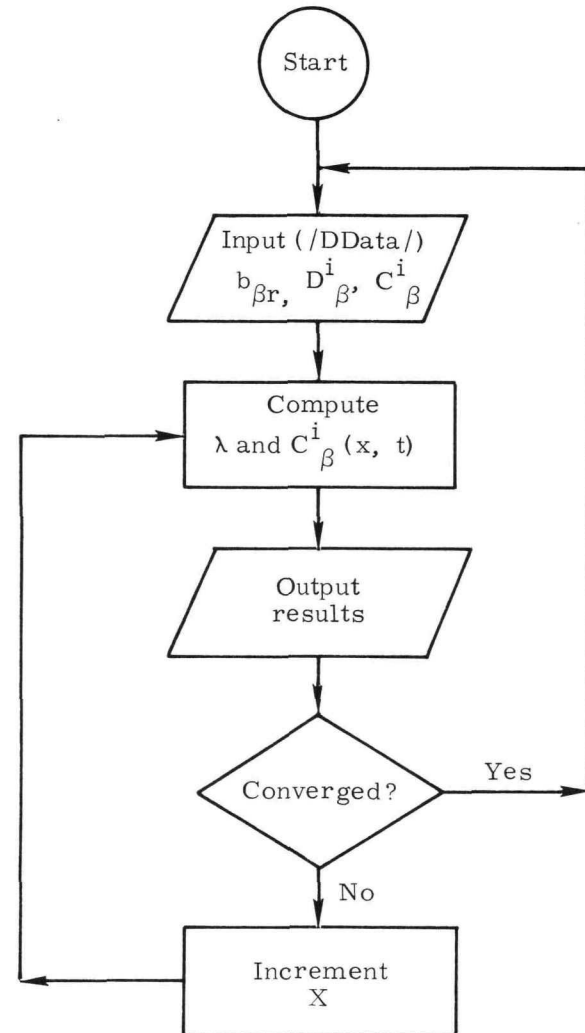 Start
Input (/DData/)
b_βr, D^i_β, C^i_β
Compute
λ and C^i_β (x, t)
Output
results
Converged?
Yes
No
Increment
X